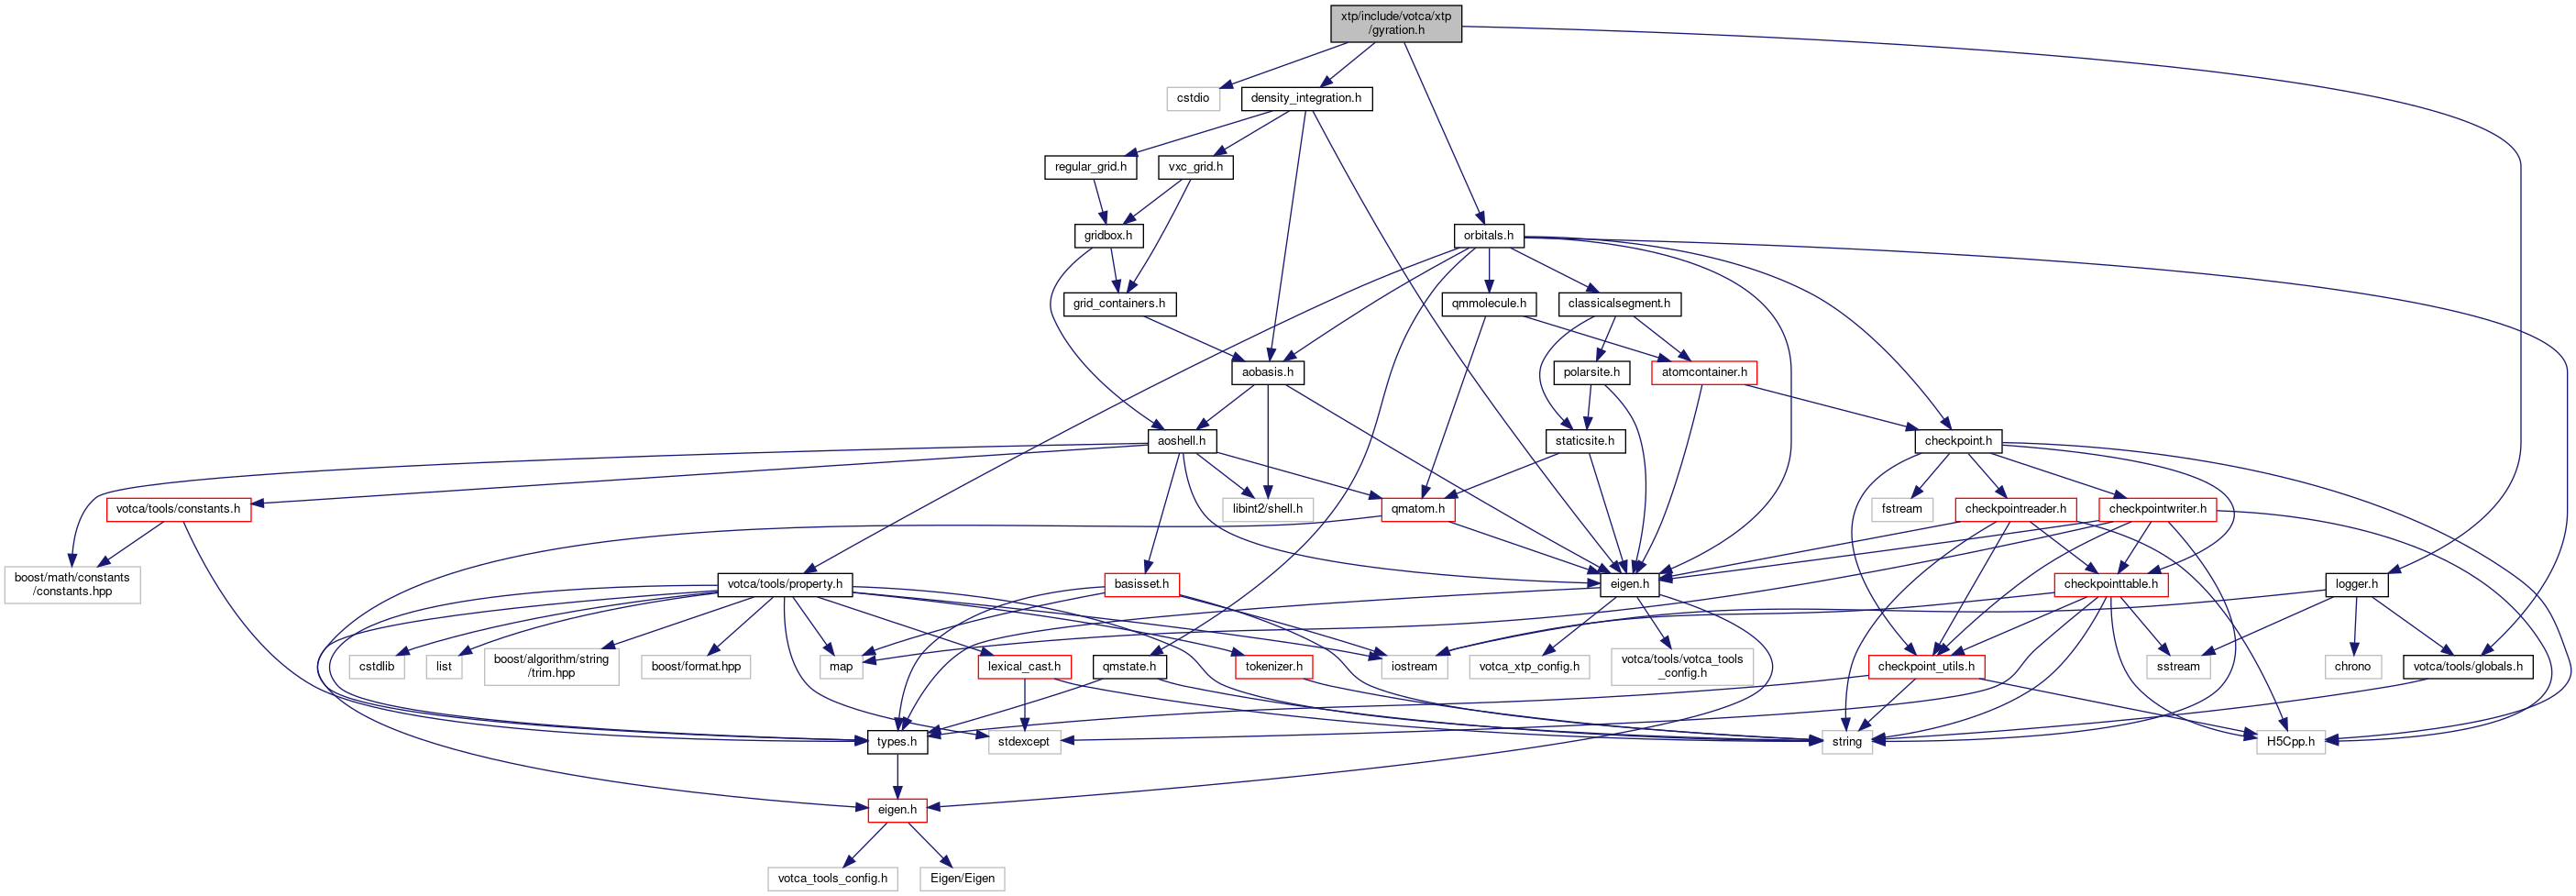 xtp/include/votca/xtp
/gyration.h
cstdio
density_integration.h
regular_grid.h
vxc_grid.h
gridbox.h
orbitals.h
grid_containers.h
qmmolecule.h
classicalsegment.h
aobasis.h
polarsite.h
atomcontainer.h
aoshell.h
staticsite.h
checkpoint.h
votca/tools/constants.h
libint2/shell.h
qmatom.h
fstream
checkpointreader.h
checkpointwriter.h
boost/math/constants
/constants.hpp
votca/tools/property.h
basisset.h
eigen.h
checkpointtable.h
logger.h
cstdlib
list
boost/algorithm/string
/trim.hpp
boost/format.hpp
map
lexical_cast.h
qmstate.h
tokenizer.h
iostream
votca_xtp_config.h
votca/tools/votca_tools
_config.h
checkpoint_utils.h
sstream
chrono
votca/tools/globals.h
types.h
stdexcept
string
H5Cpp.h
eigen.h
votca_tools_config.h
Eigen/Eigen